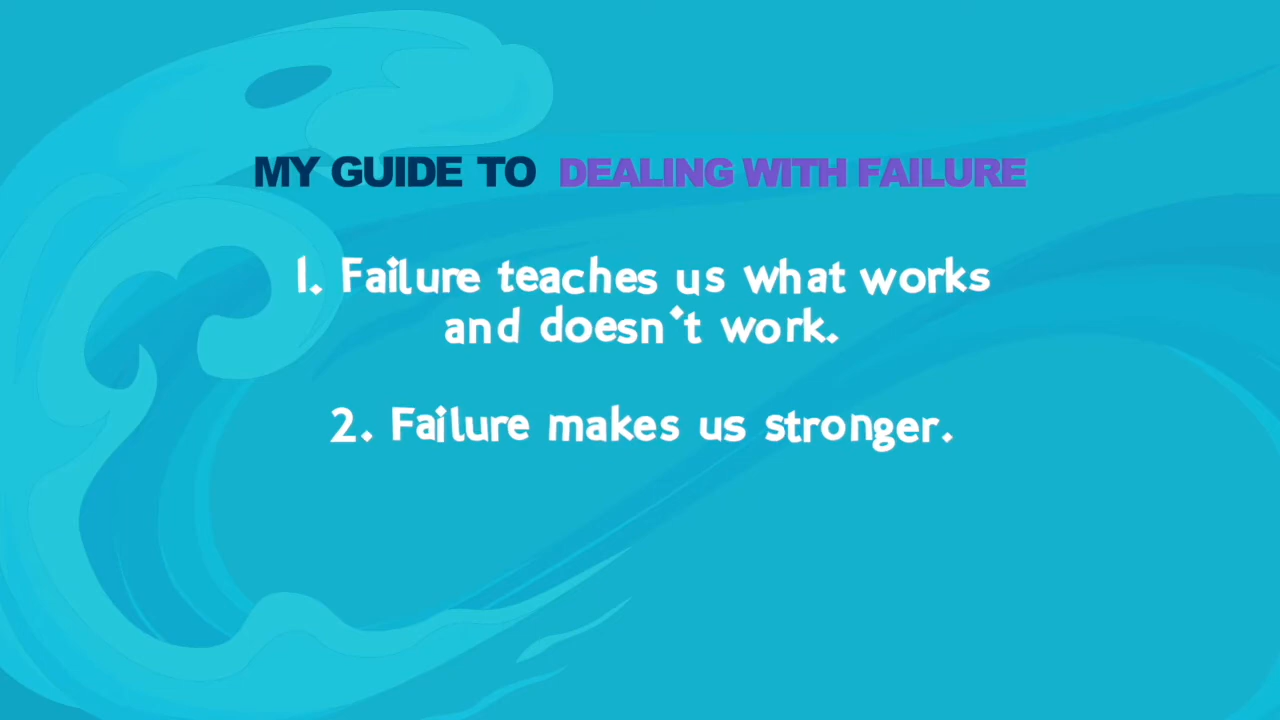 MY GUIDE TO DEALING WITH FAILURE
1. Failure teaches us what works
and doesn't work.
2. Failure makes us stronger.